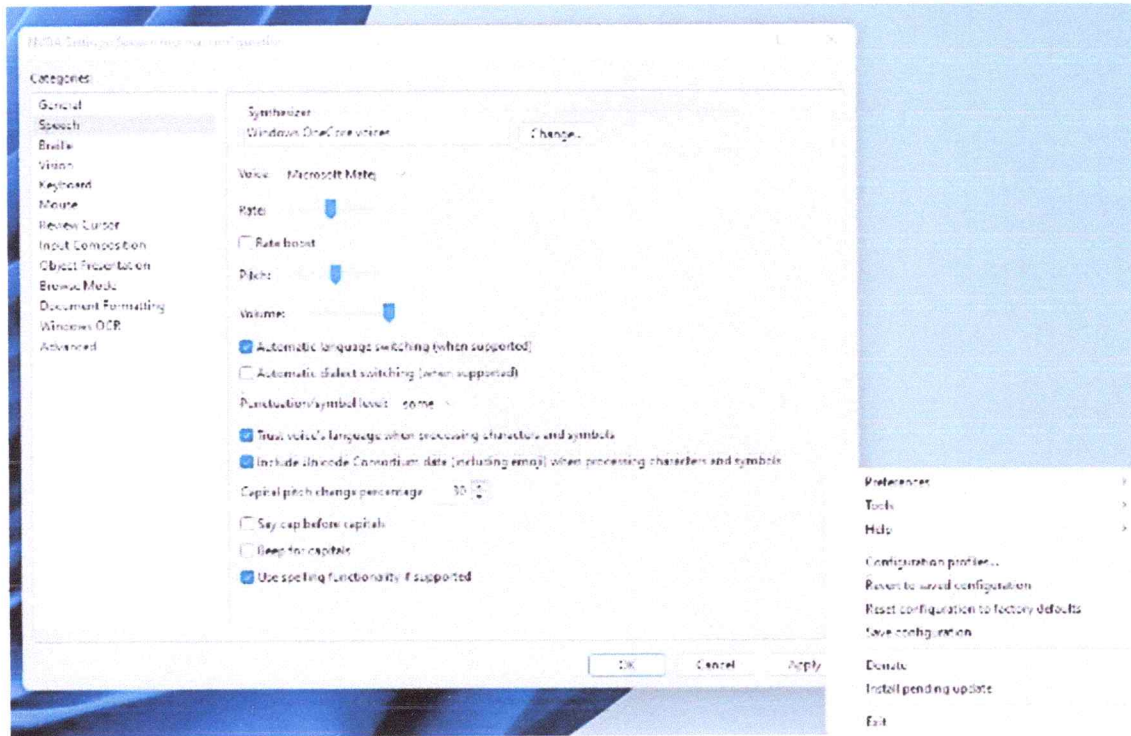 NVDA Settings:
Categories:
General
Speech
Braille
Vision
Keyboard
Mouse
Review Cursor
Input Composition
Object Presentation
Browse Mode
Document Formatting
Windows OCR
Advanced
Synthesizer
Windows OneCore voices
Change...
Voice: Microsoft Matej
Rate:
Rate boost
Pitch:
Volume:
Automatic language switching (when supported)
Automatic dialect switching (when supported)
Punctuation/symbol level: some
Trust voice's language when processing characters and symbols
Include Unicode Consortium data (including emoji) when processing characters and symbols
Capital pitch change percentage 30
Say cap before capitals
Beep for capitals
Use spelling functionality if supported
OK
Cancel
Apply
Preferences
Tools
Help
Configuration profiles...
Revert to saved configuration
Reset configuration to factory defaults
Save configuration
Donate
Install pending update
Exit